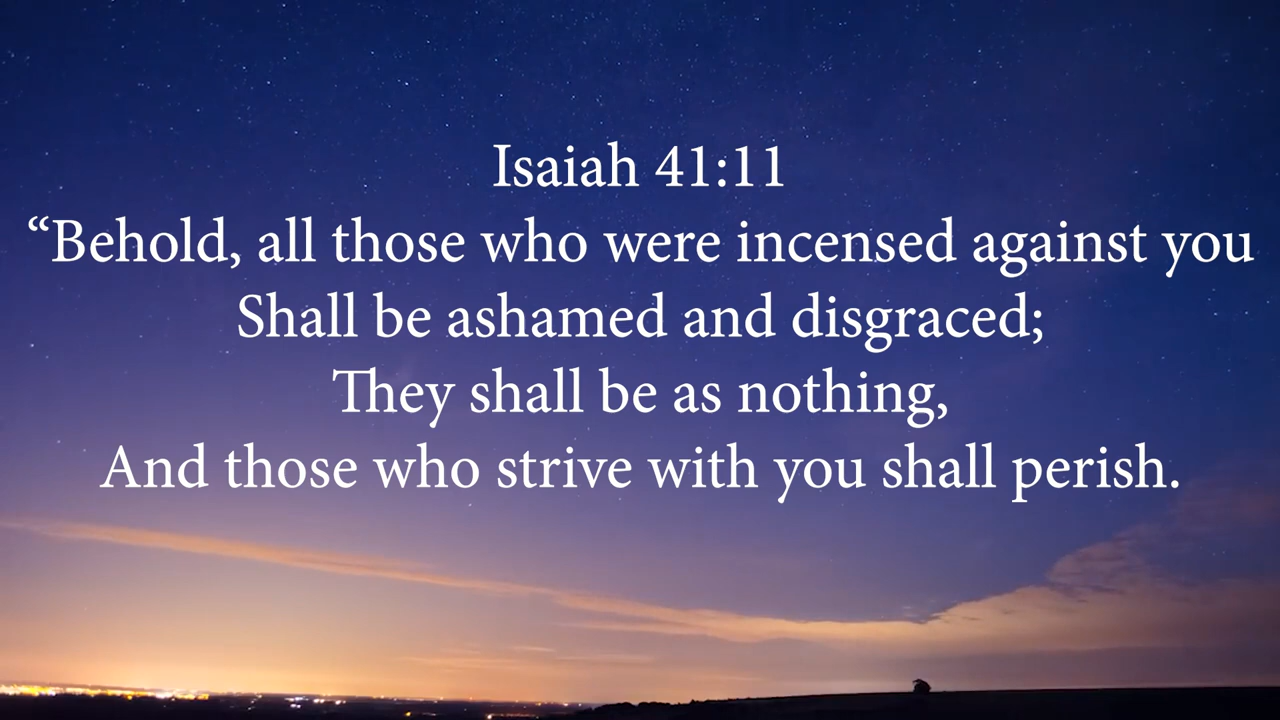 Isaiah 41:11
“Behold, all those who were incensed against you
Shall be ashamed and disgraced;
They shall be as nothing,
And those who strive with you shall perish.